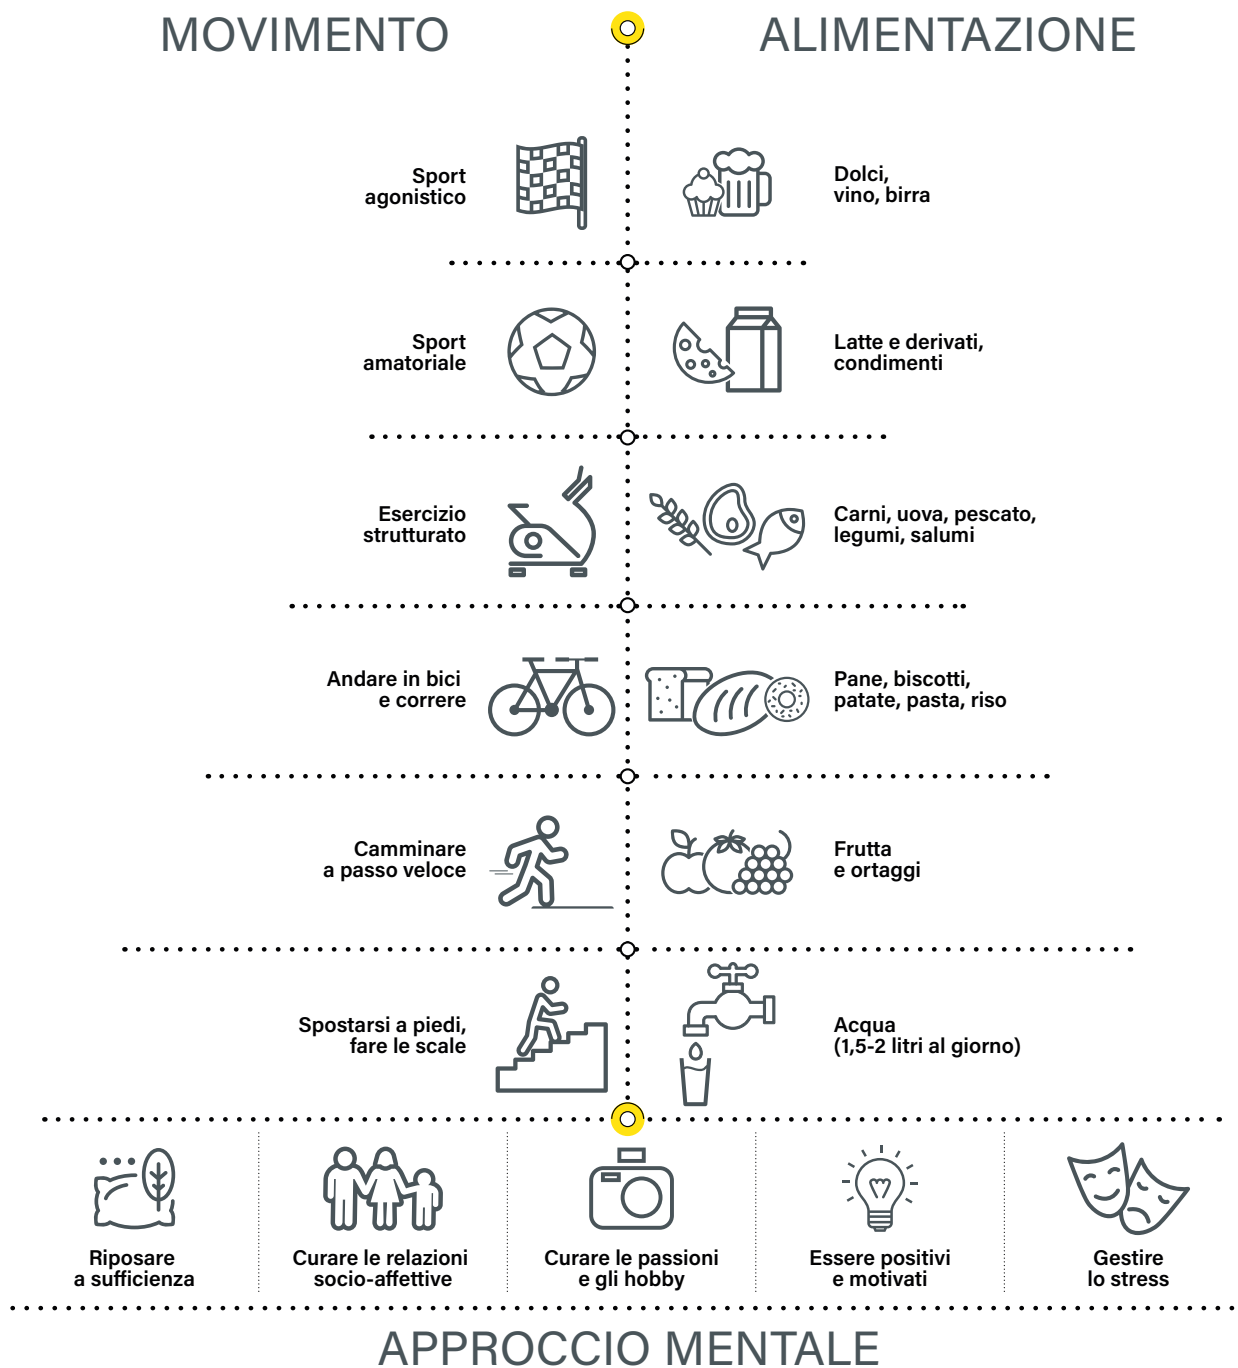 MOVIMENTO
ALIMENTAZIONE
Sport
agonistico
Dolci,
vino, birra
Sport
amatoriale
Latte e derivati,
condimenti
Esercizio
strutturato
Carni, uova, pescato,
legumi, salumi
Andare in bici
e correre
Pane, biscotti,
patate, pasta, riso
Camminare
a passo veloce
Frutta
e ortaggi
Spostarsi a piedi,
fare le scale
Acqua
(1,5-2 litri al giorno)
Riposare
a sufficienza
Curare le relazioni
socio-affettive
Curare le passioni
e gli hobby
Essere positivi
e motivati
Gestire
lo stress
APPROCCIO MENTALE